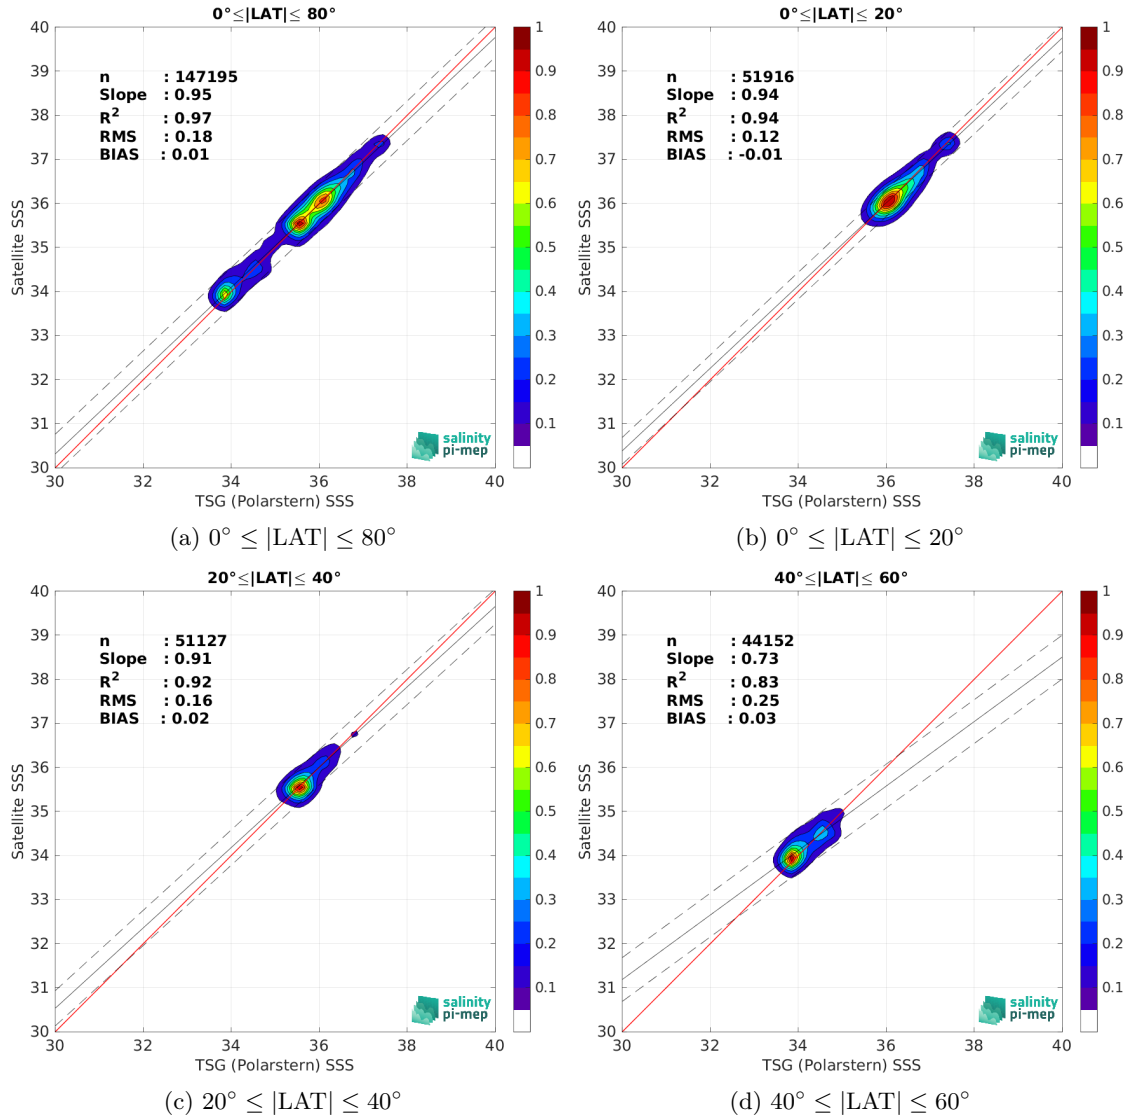 0°≤|LAT|≤ 80°
40
39
38
37
36
35
34
33
32
31
30
30 32 34 36 38 40
Satellite SSS
TSG (Polarstern) SSS
n : 147195
Slope : 0.95
R² : 0.97
RMS : 0.18
BIAS : 0.01
salinity
pi-mep
1
0.9
0.8
0.7
0.6
0.5
0.4
0.3
0.2
0.1
(a) 0° ≤ |LAT| ≤ 80°
0°≤|LAT|≤ 20°
40
39
38
37
36
35
34
33
32
31
30
30 32 34 36 38 40
Satellite SSS
TSG (Polarstern) SSS
n : 51916
Slope : 0.94
R² : 0.94
RMS : 0.12
BIAS : -0.01
salinity
pi-mep
1
0.9
0.8
0.7
0.6
0.5
0.4
0.3
0.2
0.1
(b) 0° ≤ |LAT| ≤ 20°
20°≤|LAT|≤ 40°
40
39
38
37
36
35
34
33
32
31
30
30 32 34 36 38 40
Satellite SSS
TSG (Polarstern) SSS
n : 51127
Slope : 0.91
R² : 0.92
RMS : 0.16
BIAS : 0.02
salinity
pi-mep
1
0.9
0.8
0.7
0.6
0.5
0.4
0.3
0.2
0.1
(c) 20° ≤ |LAT| ≤ 40°
40°≤|LAT|≤ 60°
40
39
38
37
36
35
34
33
32
31
30
30 32 34 36 38 40
Satellite SSS
TSG (Polarstern) SSS
n : 44152
Slope : 0.73
R² : 0.83
RMS : 0.25
BIAS : 0.03
salinity
pi-mep
1
0.9
0.8
0.7
0.6
0.5
0.4
0.3
0.2
0.1
(d) 40° ≤ |LAT| ≤ 60°